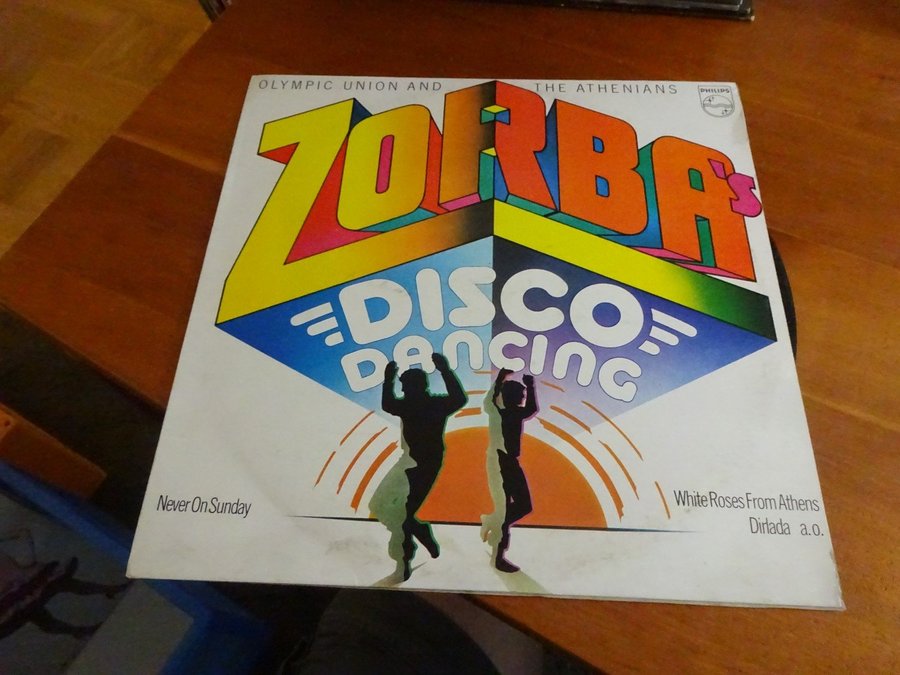 OLYMPIC UNION AND THE ATHENIANS
PHILIPS
ZORBA's
DISCO
DANCING
Never On Sunday
White Roses From Athens
Dirlada a.o.